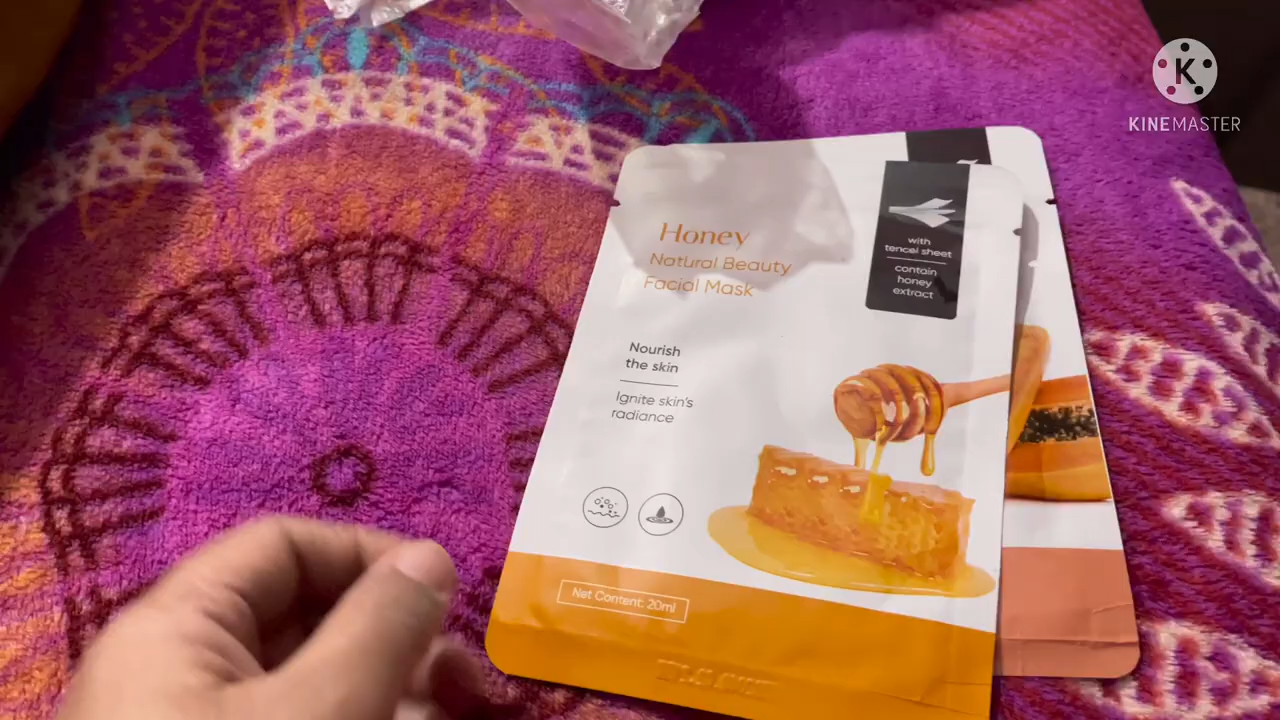 K
KINEMASTER
Honey
Natural Beauty
Facial Mask
with
tencel sheet
contain
honey
extract
Nourish
the skin
Ignite skin's
radiance
Net Content: 20ml